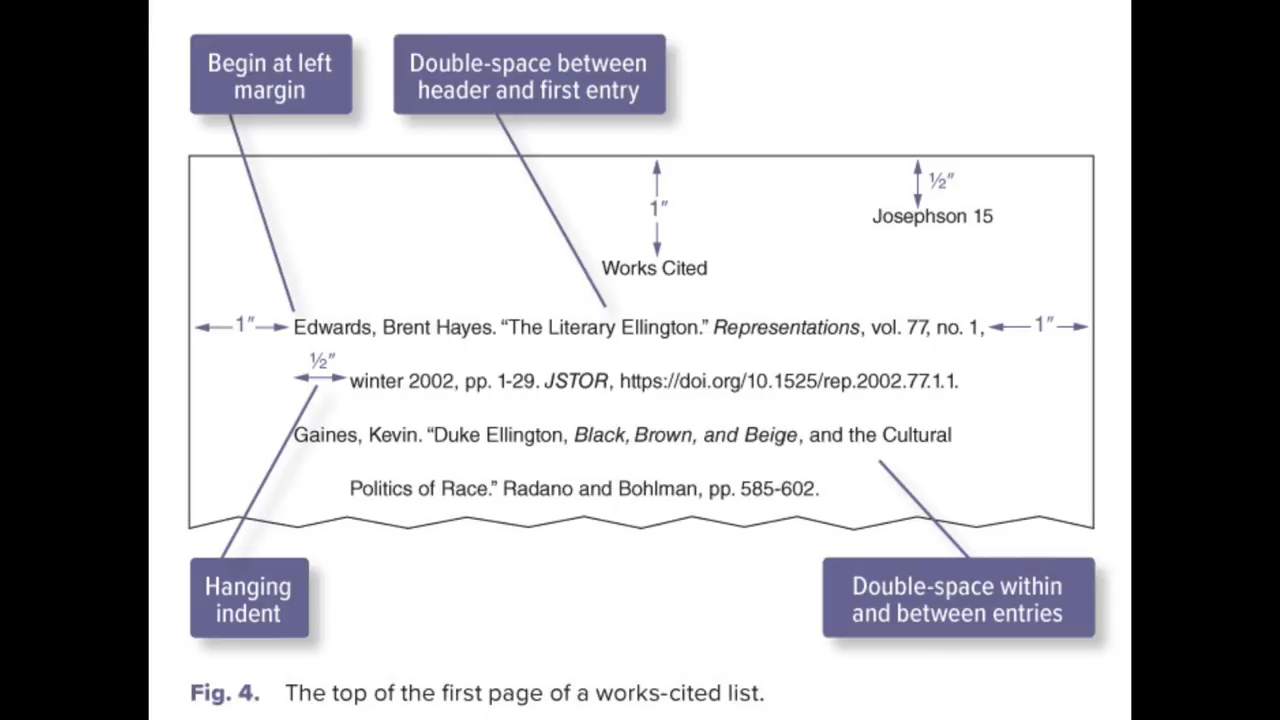 Begin at left
margin
Double-space between
header and first entry
½″
1″
Josephson 15
Works Cited
1″
Edwards, Brent Hayes. “The Literary Ellington.” Representations, vol. 77, no. 1,
1″
½″
winter 2002, pp. 1-29. JSTOR, https://doi.org/10.1525/rep.2002.77.1.1.
Gaines, Kevin. “Duke Ellington, Black, Brown, and Beige, and the Cultural
Politics of Race.” Radano and Bohlman, pp. 585-602.
Hanging
indent
Double-space within
and between entries
Fig. 4. The top of the first page of a works-cited list.